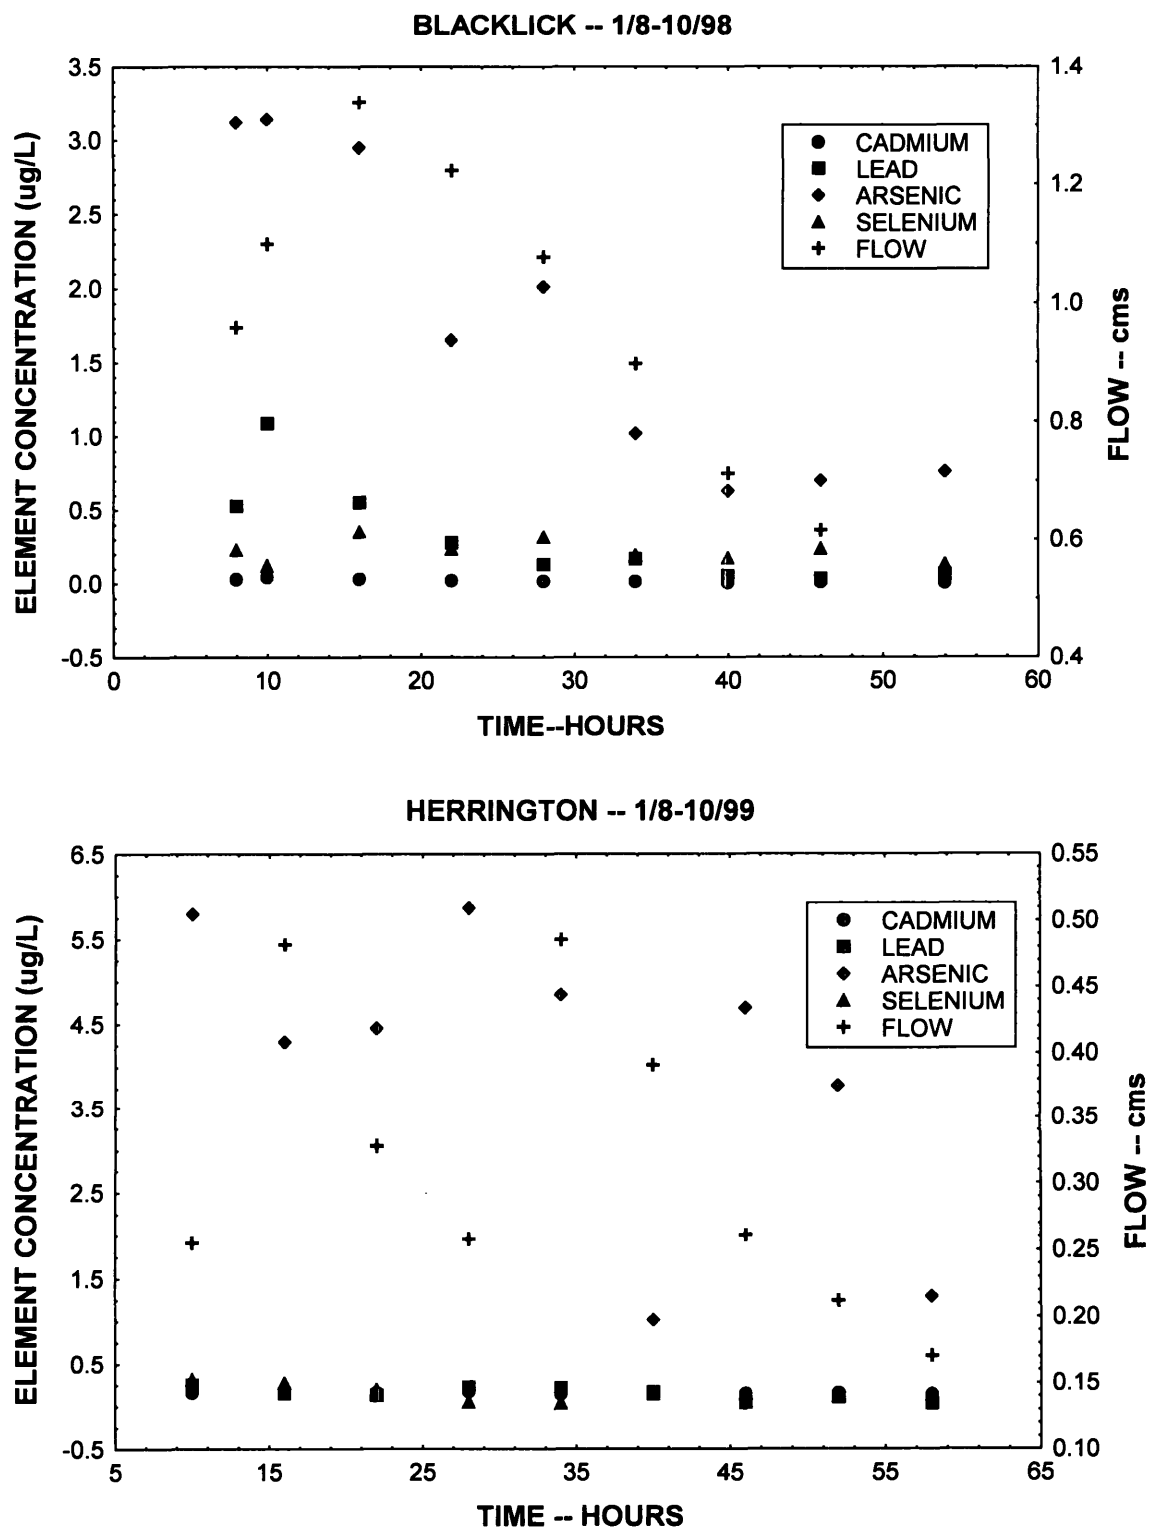 BLACKLICK -- 1/8-10/98
3.5
3.0
2.5
2.0
1.5
1.0
0.5
0.0
-0.5
ELEMENT CONCENTRATION (ug/L)
CADMIUM
LEAD
ARSENIC
SELENIUM
FLOW
1.4
1.2
1.0
0.8
0.6
0.4
FLOW -- cms
0 10 20 30 40 50 60
TIME--HOURS
HERRINGTON -- 1/8-10/99
6.5
5.5
4.5
3.5
2.5
1.5
0.5
-0.5
ELEMENT CONCENTRATION (ug/L)
CADMIUM
LEAD
ARSENIC
SELENIUM
FLOW
0.55
0.50
0.45
0.40
0.35
0.30
0.25
0.20
0.15
0.10
FLOW -- cms
5 15 25 35 45 55 65
TIME -- HOURS